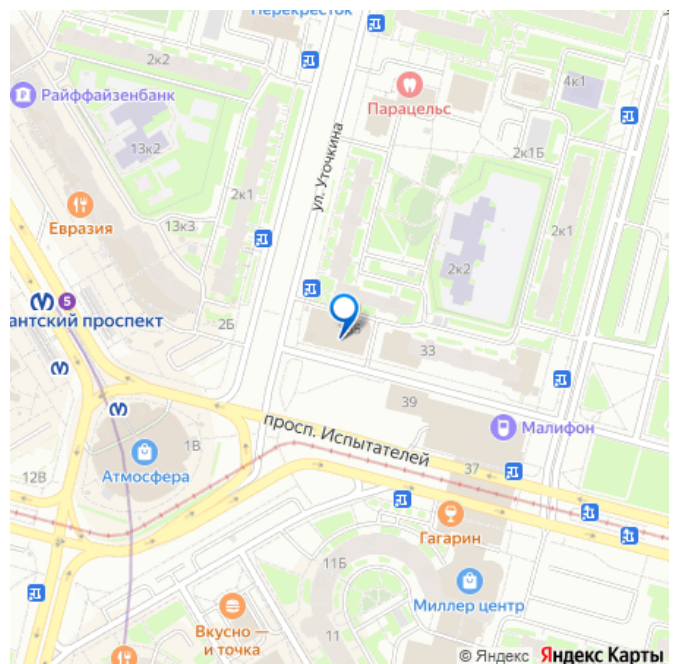 Перекресток
2к2
Райффайзенбанк
4к1
Парацельс
13к2
ул. Уточкина
2к1Б
2к1
Евразия
13к3
2к1
2к2
5
антский проспект
2Б
33
39
просп. Испытателей
Малифон
1В
12В
Атмосфера
37
Гагарин
11Б
Миллер центр
Вкусно —
и точка
11
© Яндекс Яндекс Карты